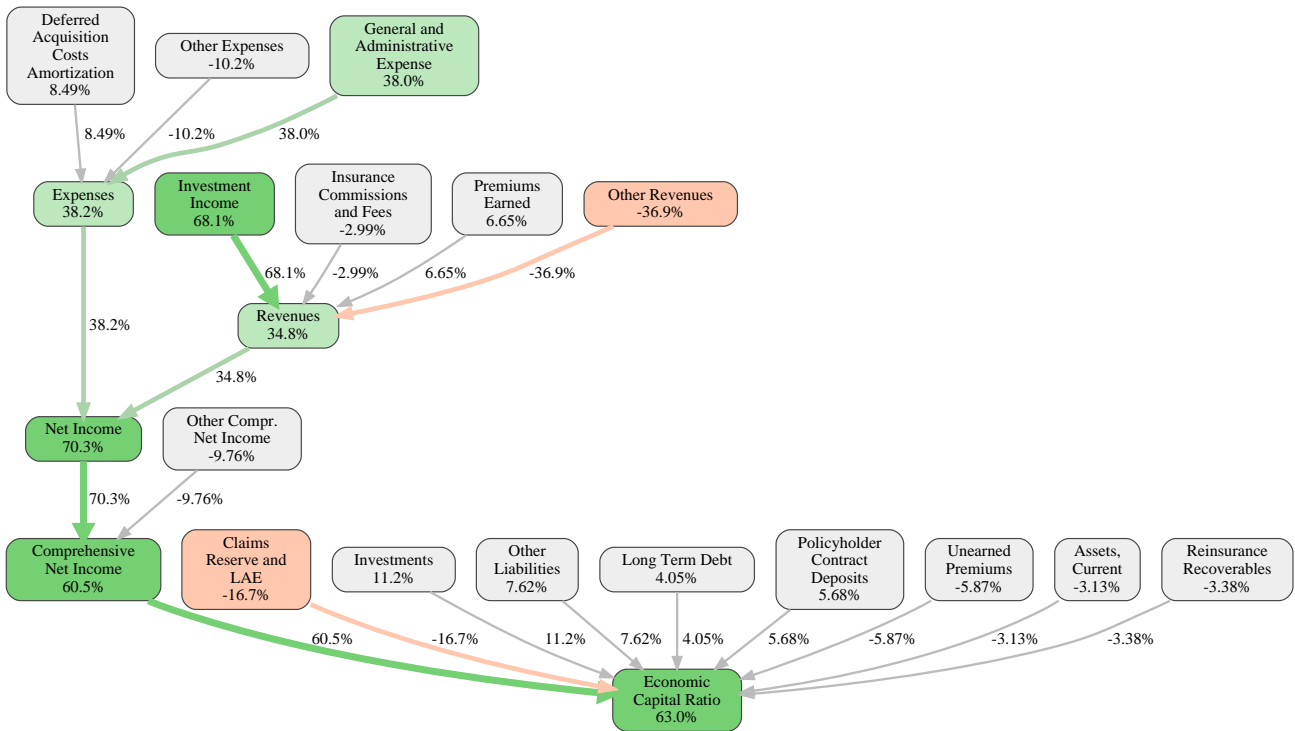 Deferred
Acquisition
Costs
Amortization
8.49%
Other Expenses
-10.2%
General and
Administrative
Expense
38.0%
8.49%
-10.2%
38.0%
Expenses
38.2%
Investment
Income
68.1%
Insurance
Commissions
and Fees
-2.99%
Premiums
Earned
6.65%
Other Revenues
-36.9%
68.1%
-2.99%
6.65%
-36.9%
38.2%
Revenues
34.8%
34.8%
Net Income
70.3%
Other Compr.
Net Income
-9.76%
70.3%
-9.76%
Comprehensive
Net Income
60.5%
Claims
Reserve and
LAE
-16.7%
Investments
11.2%
Other
Liabilities
7.62%
Long Term Debt
4.05%
Policyholder
Contract
Deposits
5.68%
Unearned
Premiums
-5.87%
Assets,
Current
-3.13%
Reinsurance
Recoverables
-3.38%
60.5%
-16.7%
11.2%
7.62%
4.05%
5.68%
-5.87%
-3.13%
-3.38%
Economic
Capital Ratio
63.0%